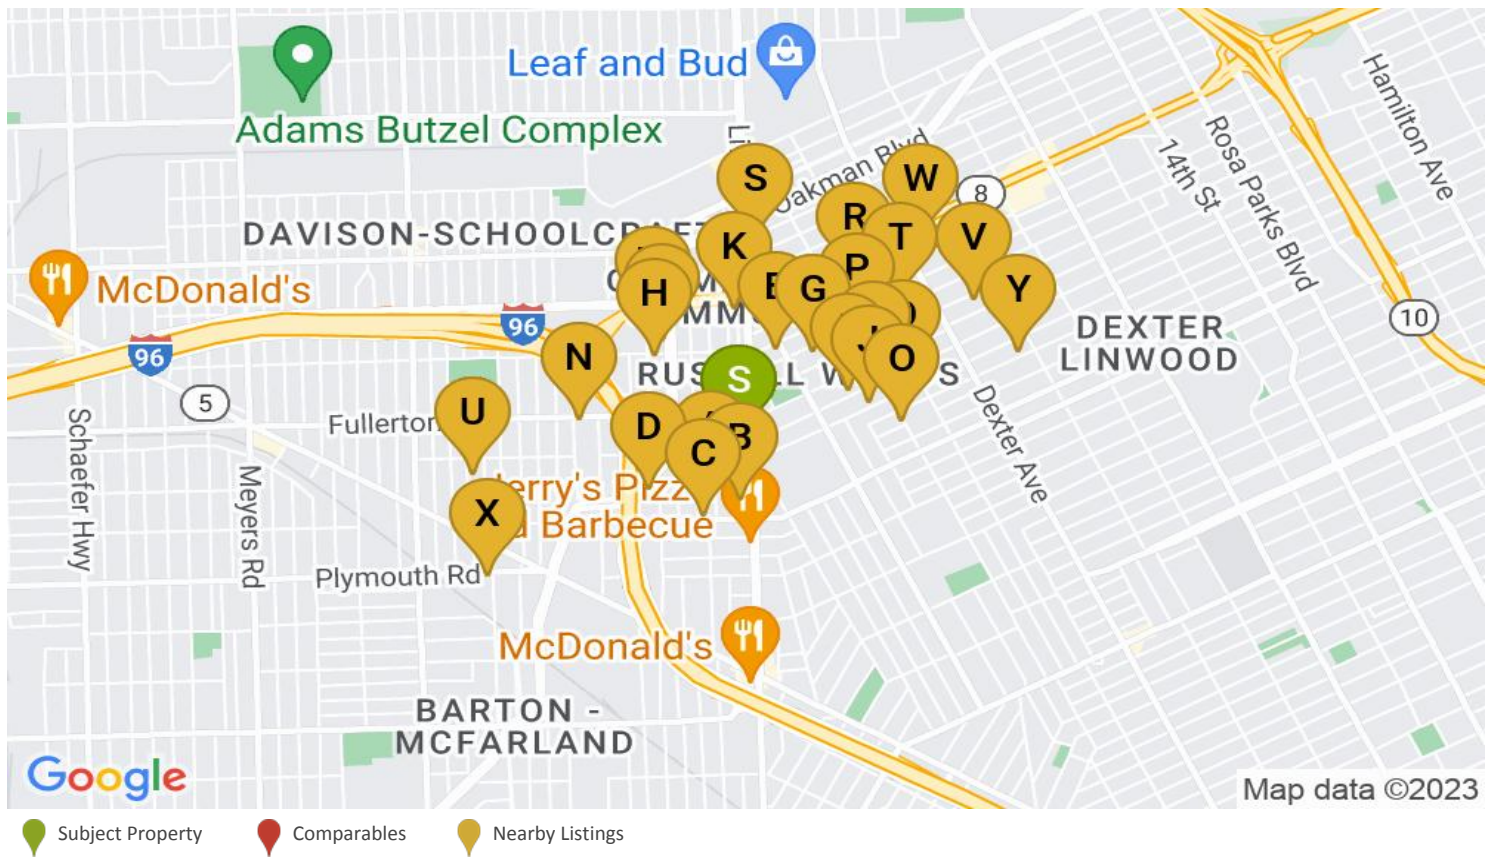 Leaf and Bud
Adams Butzel Complex
Oakman Blvd
Hamilton Ave
Rosa Parks Blvd
14th St
8
S
W
R
T
V
K
P
G
Y
H
DAVISON-SCHOOLCRAFT
McDonald's
96
96
5
10
DEXTER
LINWOOD
N
O
S
Dexter Ave
Fullerton
U
D
B
C
X
Barbecue
Schaefer Hwy
Meyers Rd
Plymouth Rd
McDonald's
BARTON -
MCFARLAND
Google
Map data ©2023
Subject Property
Comparables
Nearby Listings